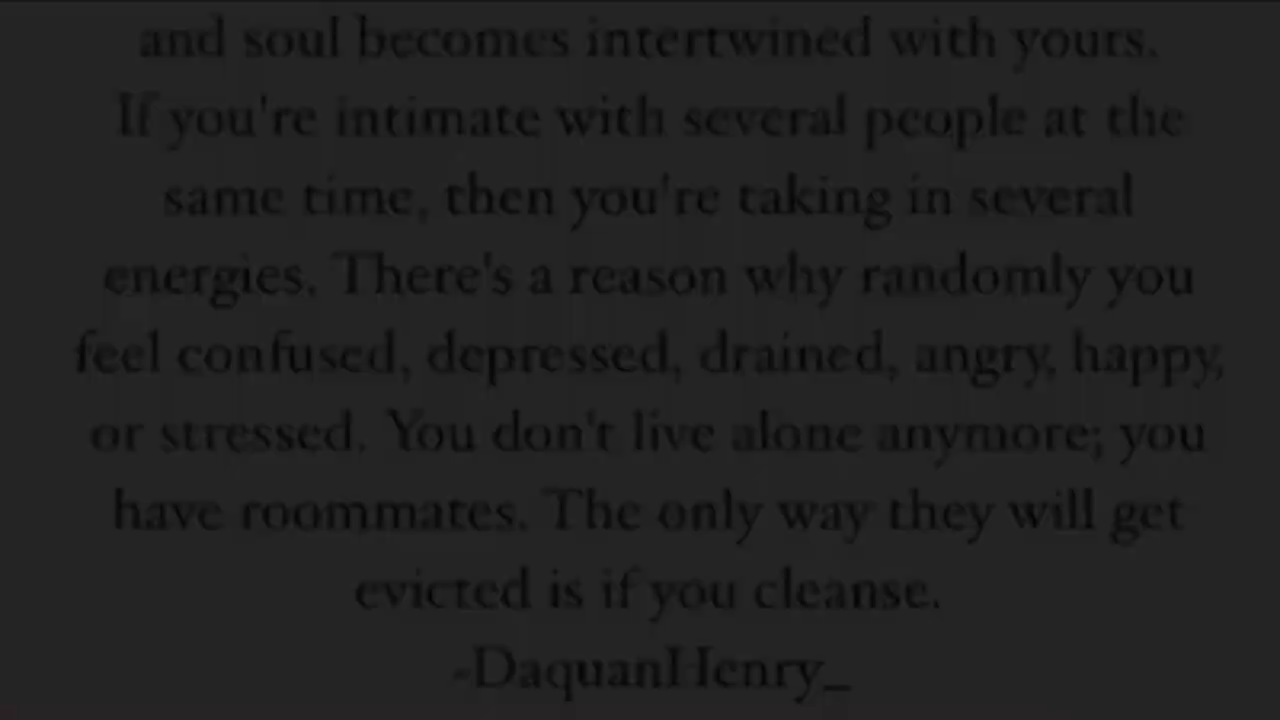 and soul becomes intertwined with yours.
If you're intimate with several people at the
same time, then you're taking in several
energies. There's a reason why randomly you
feel confused, depressed, drained, angry, happy,
or stressed. You don't live alone anymore; you
have roommates. The only way they will get
evicted is if you cleanse.
-DaquanHenry_